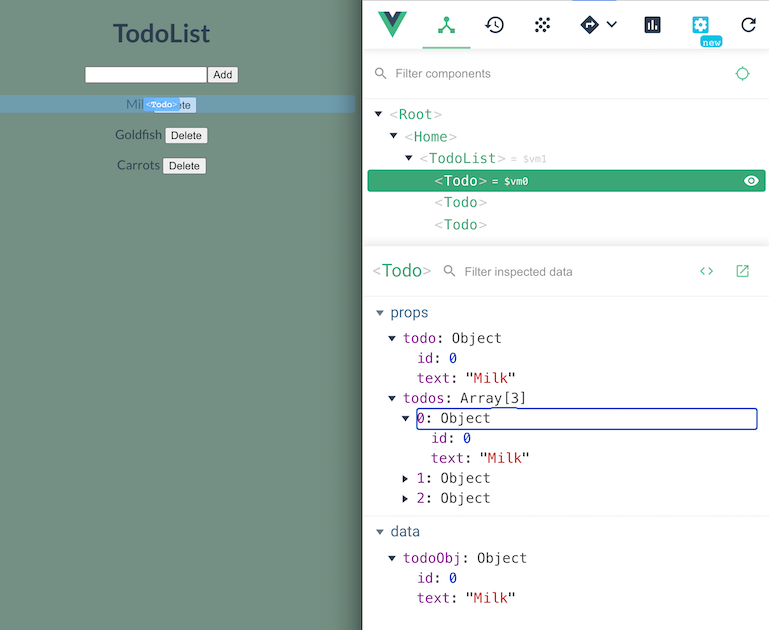 TodoList
Add
Mil <Todo> ete
Goldfish Delete
Carrots Delete
new
Filter components
<Root>
<Home>
<TodoList> = $vm1
<Todo> = $vm0
<Todo>
<Todo>
<Todo> Filter inspected data
props
todo: Object
id: 0
text: "Milk"
todos: Array[3]
0: Object
id: 0
text: "Milk"
1: Object
2: Object
data
todoObj: Object
id: 0
text: "Milk"